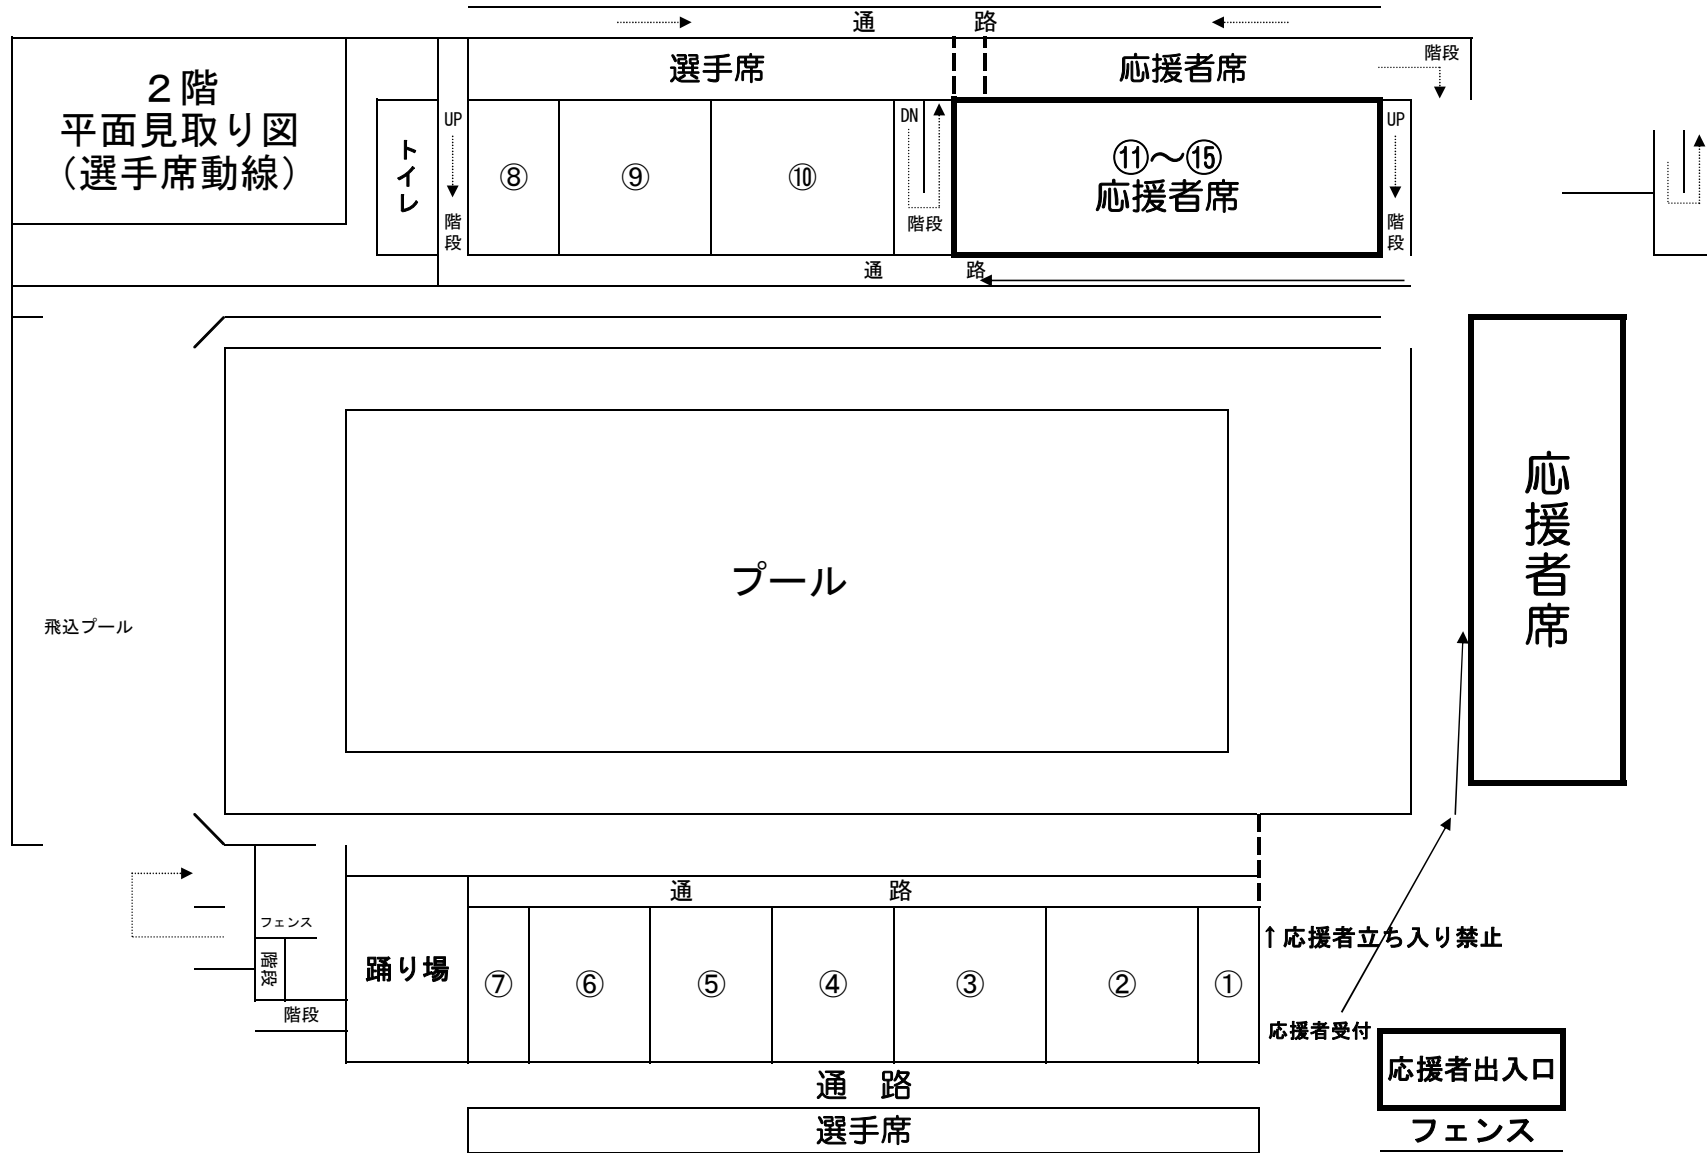 通　路
２階
平面見取り図
（選手席動線）
選手席
応援者席
階段
トイレ
UP
階段
⑧
⑨
⑩
DN
階段
⑪～⑮
応援者席
UP
階段
通　路
応援者席
プール
飛込プール
通　路
フェンス
階段
階段
踊り場
⑦
⑥
⑤
④
③
②
①
↑応援者立ち入り禁止
応援者受付
応援者出入口
フェンス
通　路
選手席